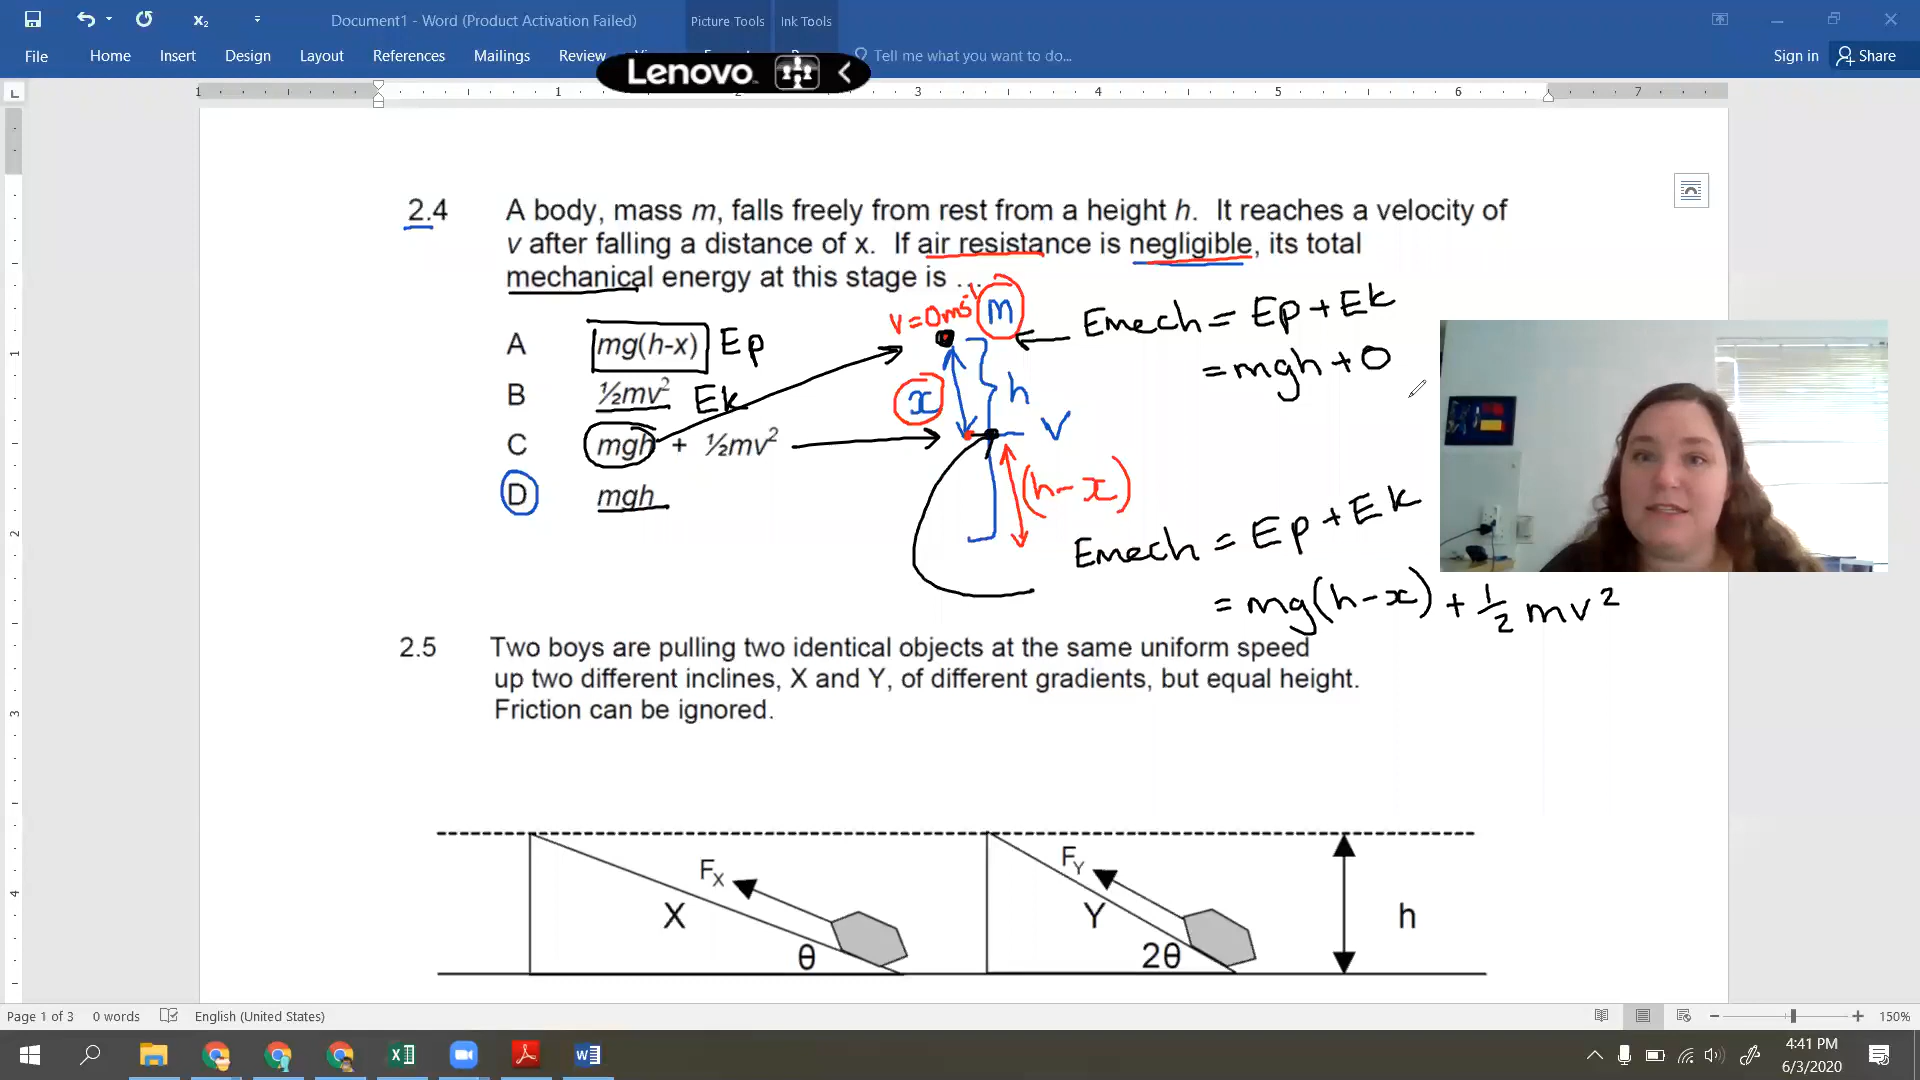 Document1 - Word (Product Activation Failed)
Picture Tools
Ink Tools
File
Home
Insert
Design
Layout
References
Mailings
Review
Tell me what you want to do...
Sign in
Share
Lenovo
2.4 A body, mass m, falls freely from rest from a height h. It reaches a velocity of
v after falling a distance of x. If air resistance is negligible, its total
mechanical energy at this stage is ...
A mg(h-x) Ep
B ½mv² Ek
C mgh + ½mv²
D mgh
v = 0ms⁻¹
m
x
h
V
(h-x)
Emech = Ep + Ek
= mgh + 0
Emech = Ep + Ek
= mg(h-x) + ½mv²
2.5 Two boys are pulling two identical objects at the same uniform speed
up two different inclines, X and Y, of different gradients, but equal height.
Friction can be ignored.
Fx
X
θ
FY
Y
2θ
h
Page 1 of 3
0 words
English (United States)
150%
4:41 PM
6/3/2020